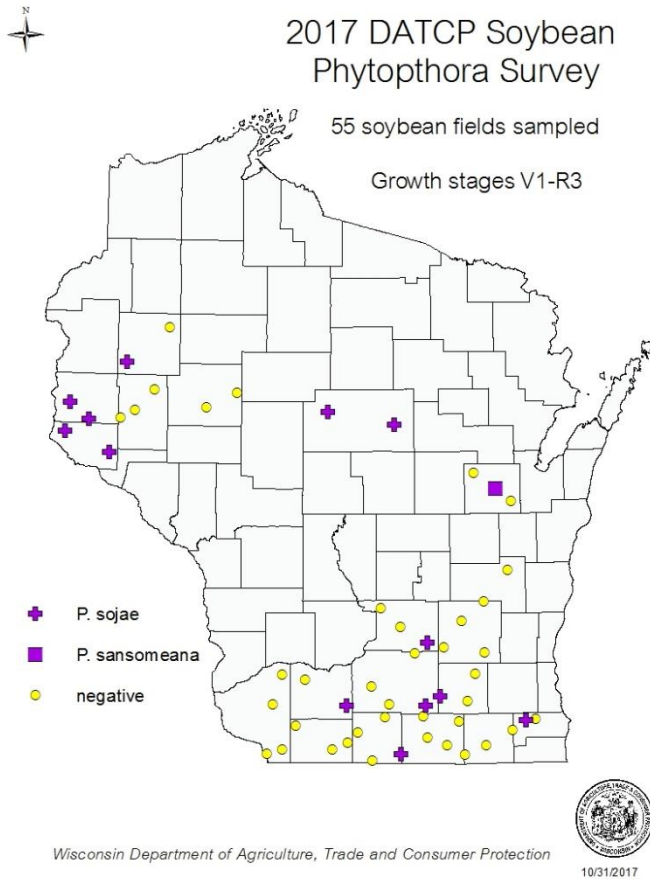 N
2017 DATCP Soybean
Phytopthora Survey
55 soybean fields sampled
Growth stages V1-R3
P. sojae
P. sansomeana
negative
Wisconsin Department of Agriculture, Trade and Consumer Protection
10/31/2017